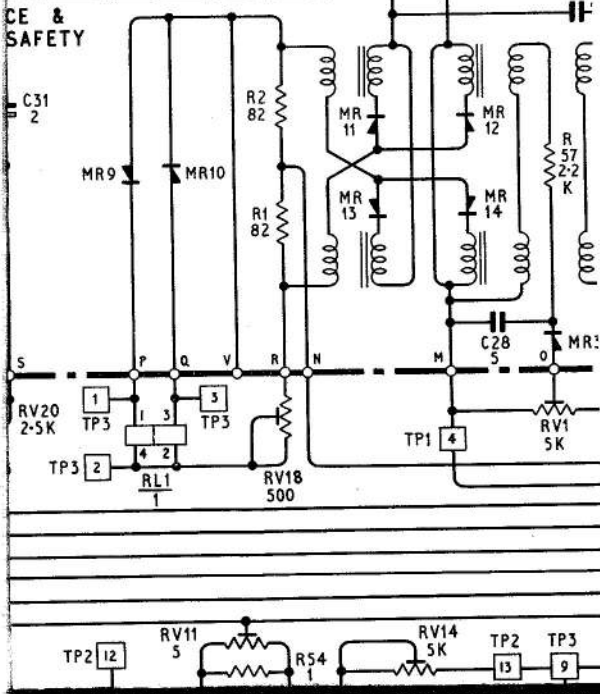 CE &
SAFETY
C31
2
R2
82
MR
11
MR
12
R
57
2·2
K
MR9
MR10
R1
82
MR
13
MR
14
S
P
Q
V
R
N
M
C28
5
O
MR3
1
TP3
3
TP3
RV20
2·5K
1
3
4
2
TP3 2
RL1
1
RV18
500
TP1 4
RV1
5K
RV11
5
R54
1
RV14
5K
TP2 12
TP2
13
TP3
9